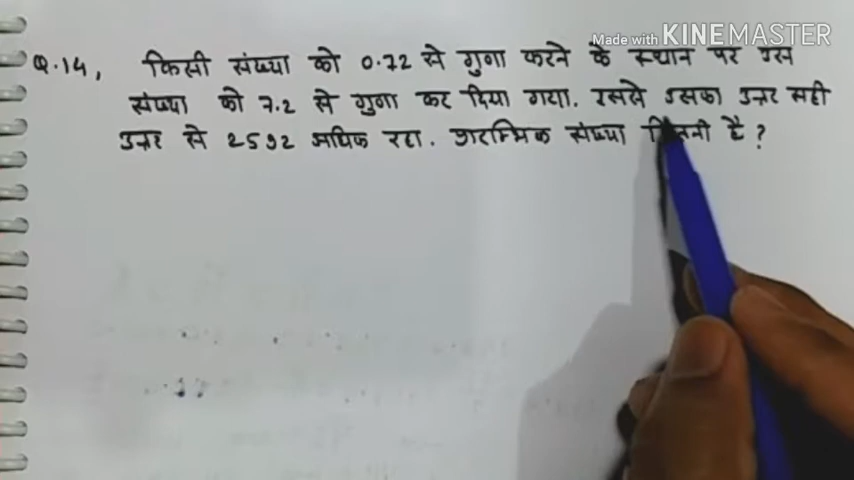 Made with KINEMASTER
Q.14, किसी संख्या को 0.72 से गुणा करने के स्थान पर उस
संख्या को 7.2 से गुणा कर दिया गया. इससे उसका उत्तर सही
उत्तर से 2592 अधिक रहा. प्रारम्भिक संख्या कितनी है ?